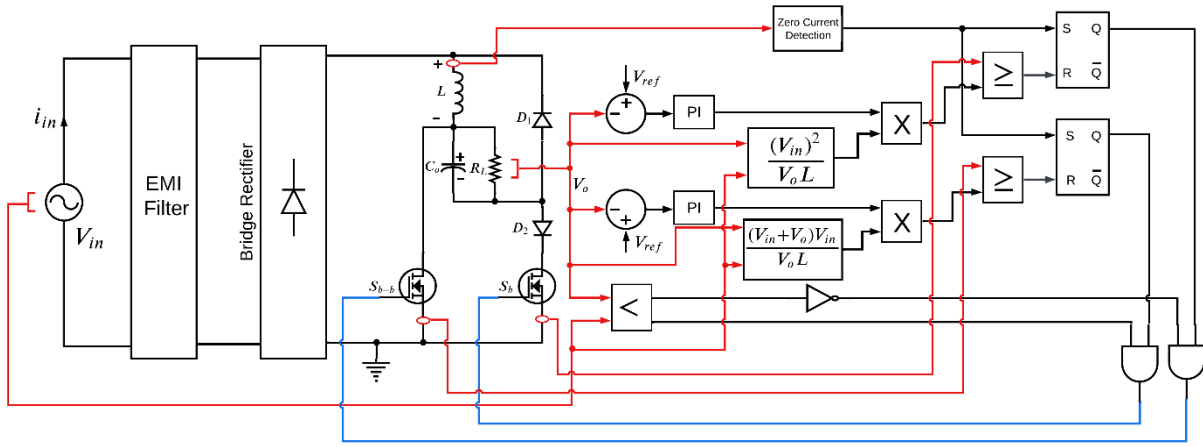 i_in
V_in
EMI
Filter
Bridge Rectifier
+
L
-
C_o
+
-
R_L
D_1
D_2
S_b-b
S_b
V_o
Zero Current
Detection
V_ref
+
-
PI
X
≥
(V_in)^2
V_o L
-
+
V_ref
PI
X
≥
(V_in+V_o)V_in
V_o L
<
S Q
R Q̅
S Q
R Q̅